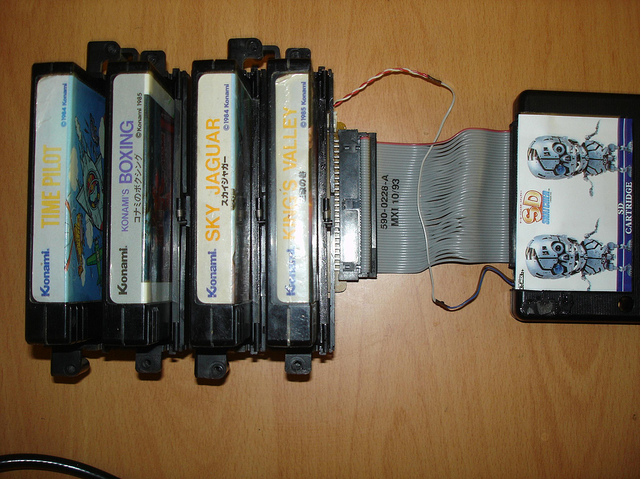 Konami. TIME PILOT © 1984 Konami
Konami. KONAMI'S BOXING © Konami 1985
コナミのボクシング
Konami. SKY JAGUAR © 1984 Konami
スカイジャガー
Konami. KING'S VALLEY © 1985 Konami
590-0228-A
MXI 10/93
SD
SD
CARTRIDGE